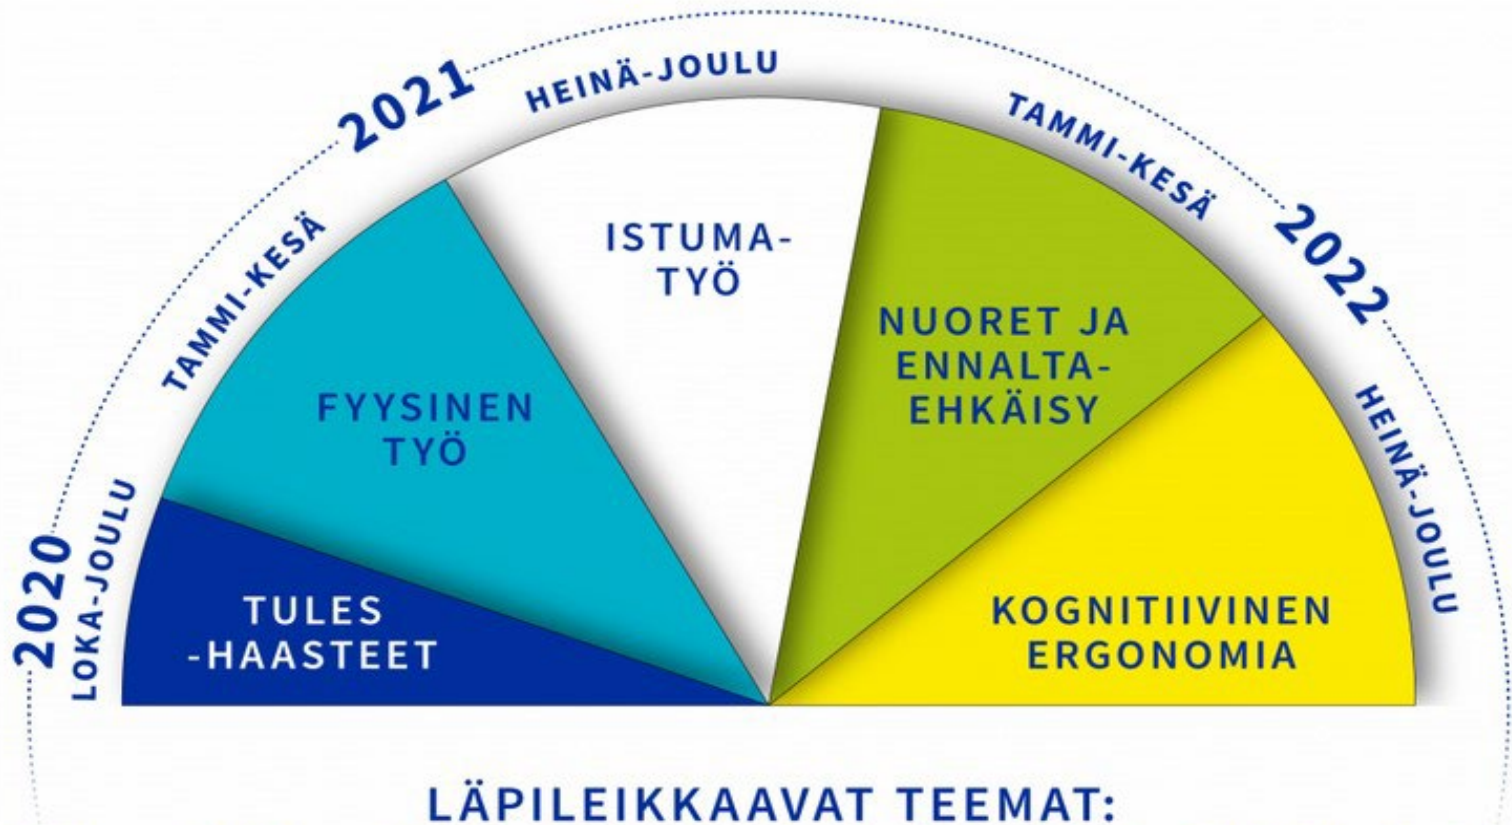 2020
LOKA-JOULU
TULES
-HAASTEET
2021
TAMMI-KESÄ
FYYSINEN
TYÖ
HEINÄ-JOULU
ISTUMA-
TYÖ
2022
TAMMI-KESÄ
NUORET JA
ENNALTA-
EHKÄISY
HEINÄ-JOULU
KOGNITIIVINEN
ERGONOMIA
LÄPILEIKKAAVAT TEEMAT: